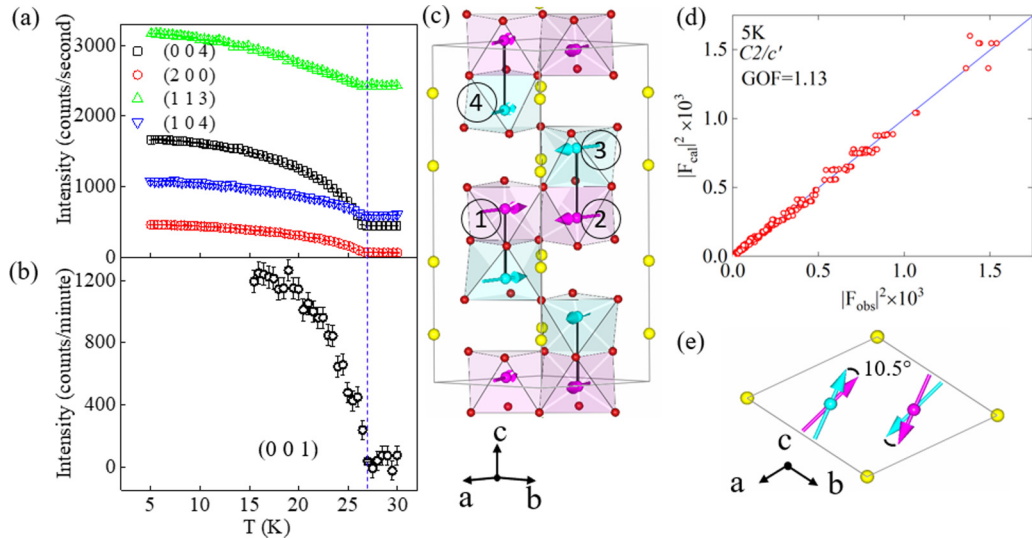 (a)
3000
2000
1000
0
Intensity (counts/second)
(0 0 4)
(2 0 0)
(1 1 3)
(1 0 4)
(b)
1200
800
400
0
Intensity (counts/minute)
(0 0 1)
5 10 15 20 25 30
T (K)
(c)
4
3
1
2
c
a b
(d)
5K
C2/c'
GOF=1.13
1.5
1.0
0.5
0.0
|F_cal|² ×10³
0.0 0.5 1.0 1.5
|F_obs|²×10³
(e)
10.5°
c
a b